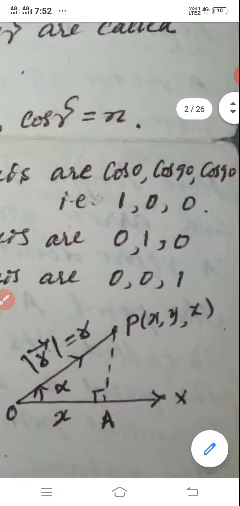 7:52
2 / 26
are called
, cos γ = n.
are cos0, cos90, cos90
i.e. 1, 0, 0.
are 0, 1, 0
are 0, 0, 1
|r⃗| = r
P(x, y, z)
α
O x A X